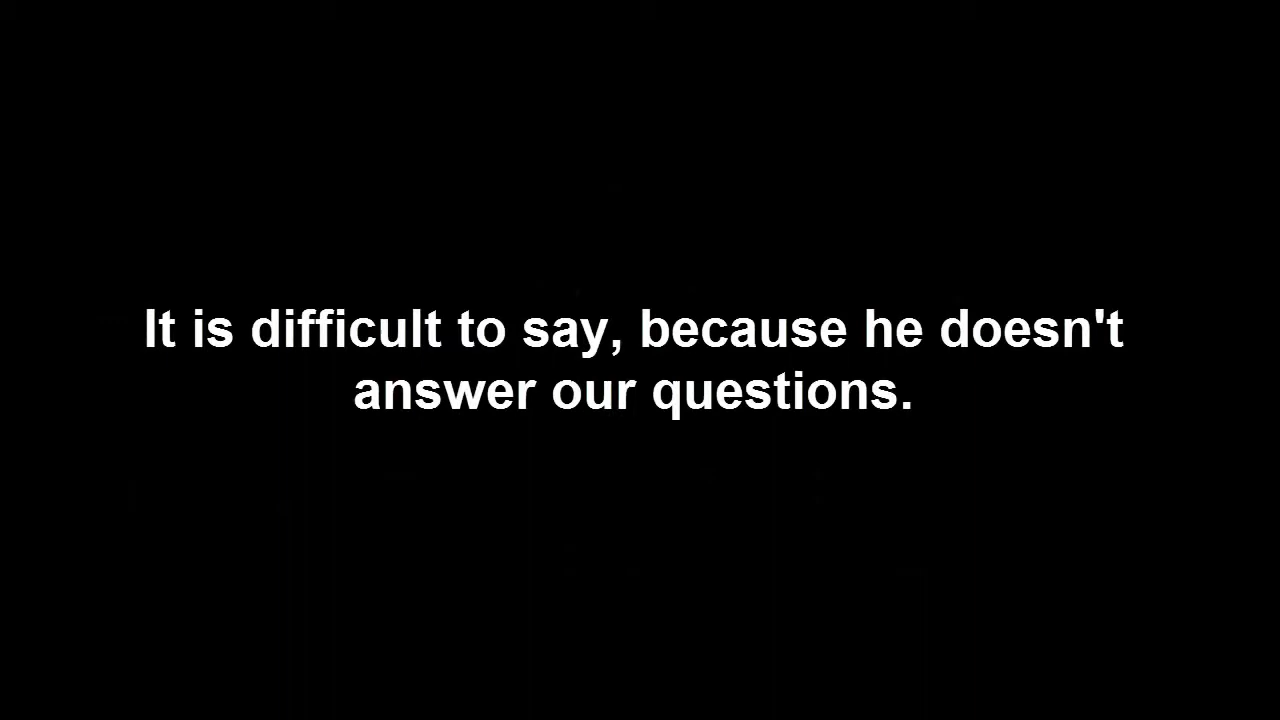 It is difficult to say, because he doesn't
answer our questions.